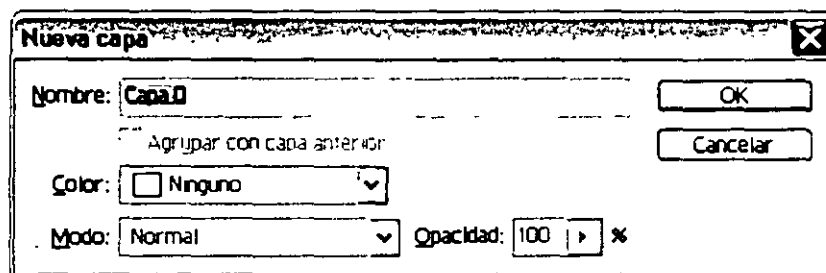 Nueva capa
Nombre: Capa 0 OK
Agrupar con capa anterior Cancelar
Color: Ninguno
Modo: Normal Opacidad: 100 %